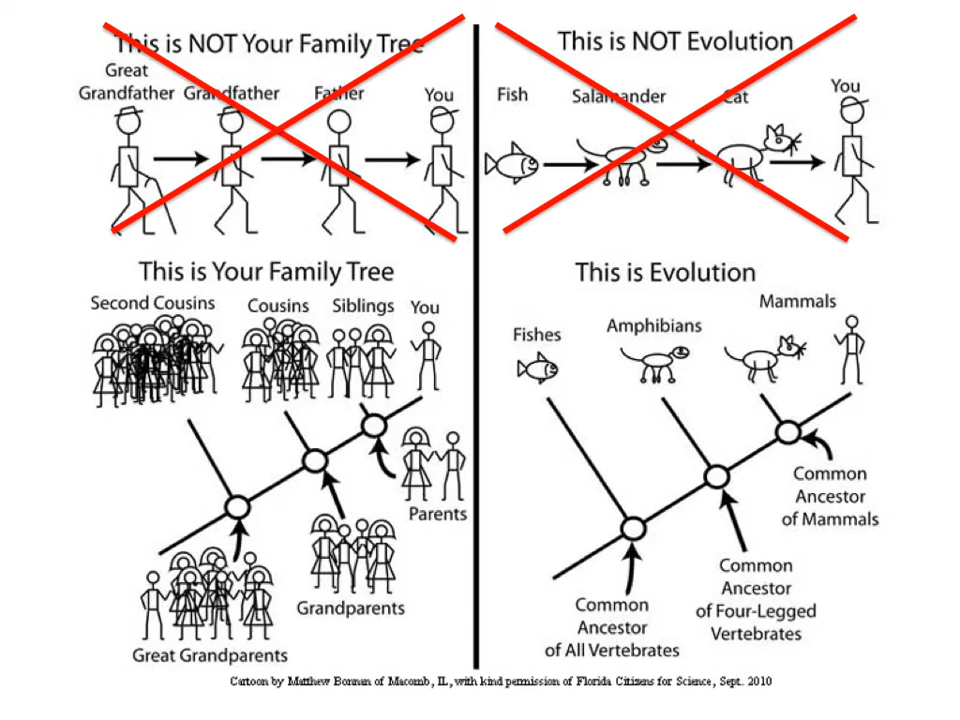 This is NOT Your Family Tree
Great
Grandfather
Grandfather
Father
You
This is NOT Evolution
Fish
Salamander
Cat
You
This is Your Family Tree
Second Cousins
Cousins
Siblings
You
Parents
Grandparents
Great Grandparents
This is Evolution
Fishes
Amphibians
Mammals
Common
Ancestor
of Mammals
Common
Ancestor
of Four-Legged
Vertebrates
Common
Ancestor
of All Vertebrates
Cartoon by Matthew Bonnan of Macomb, IL, with kind permission of Florida Citizens for Science, Sept. 2010